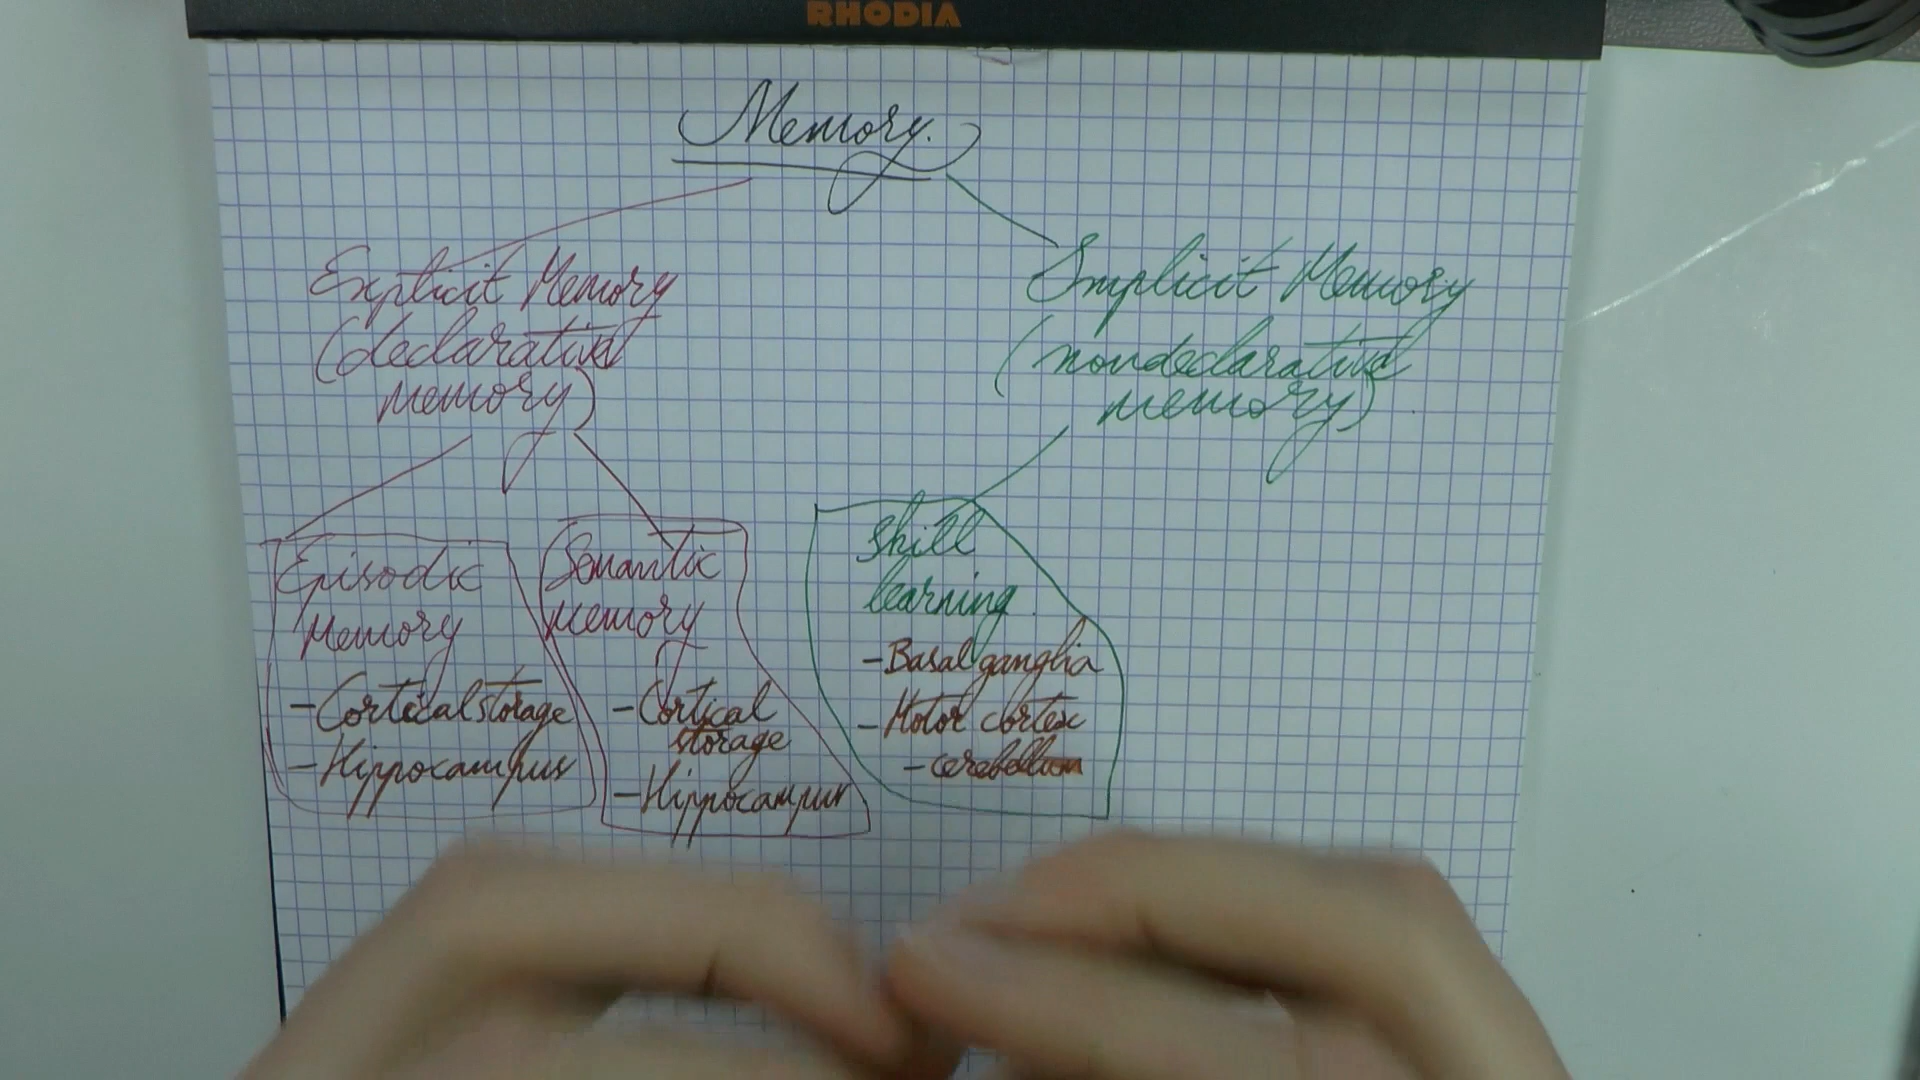 RHODIA
Memory.
Explicit Memory
(declarative
memory)
Implicit Memory
(nondeclarative
memory)
Episodic
Memory
-Cortical storage
-Hippocampus
Semantic
memory
-Cortical
storage
-Hippocampus
Skill
learning
-Basal ganglia
-Motor cortex
-cerebellum